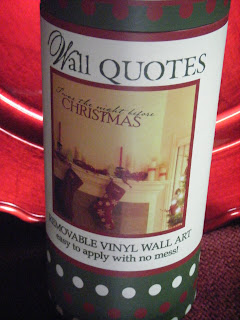 Wall QUOTES
'Twas the night before
CHRISTMAS
REMOVABLE VINYL WALL ART
easy to apply with no mess!